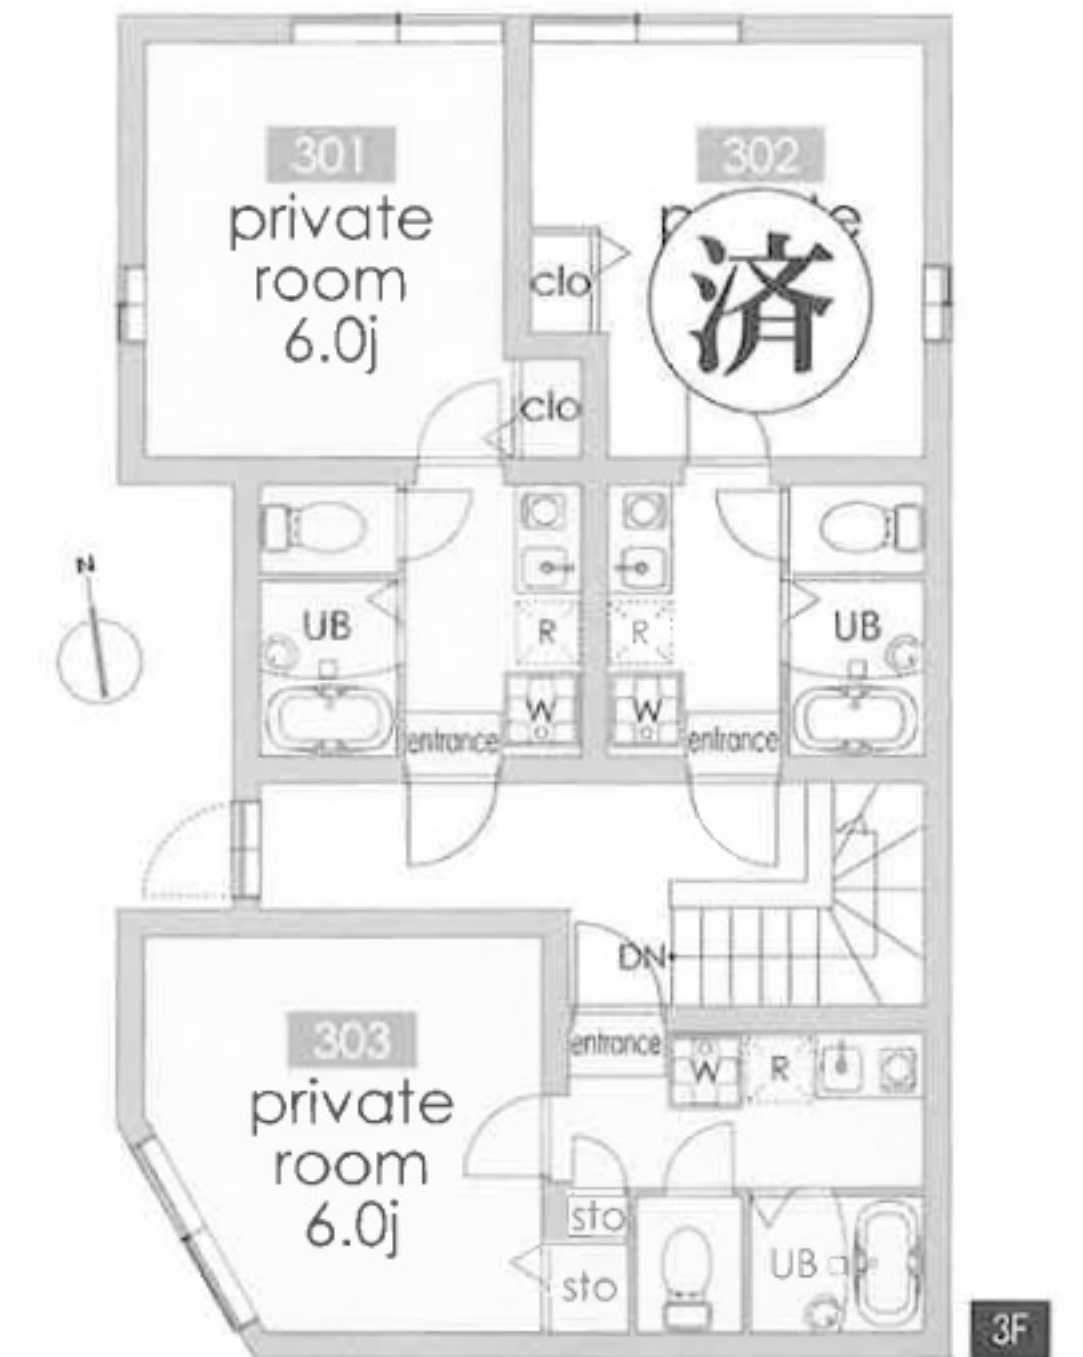 301
private
room
6.0j
clo
302
済
clo
N
UB
R
W
entrance
R
W
entrance
UB
DN
303
private
room
6.0j
entrance
W
R
sto
sto
UB
3F